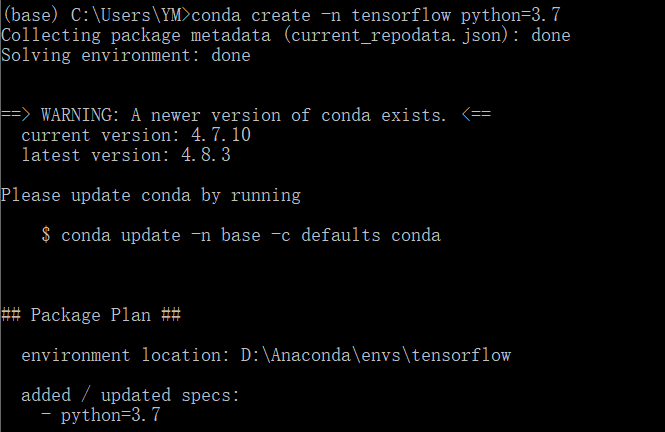 (base) C:\Users\YM>conda create -n tensorflow python=3.7
Collecting package metadata (current_repodata.json): done
Solving environment: done
==> WARNING: A newer version of conda exists. <==
current version: 4.7.10
latest version: 4.8.3
Please update conda by running
$ conda update -n base -c defaults conda
## Package Plan ##
environment location: D:\Anaconda\envs\tensorflow
added / updated specs:
- python=3.7